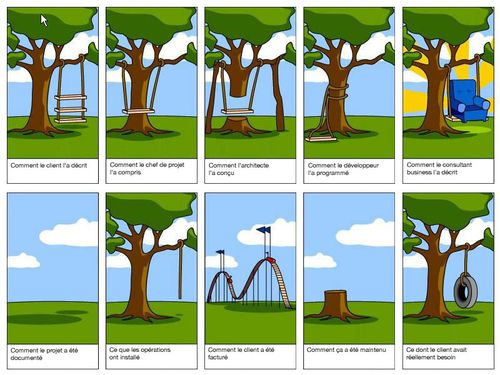 Comment le client l'a décrit
Comment le chef de projet
l'a compris
Comment l'architecte
l'a conçu
Comment le développeur
l'a programmé
Comment le consultant
business l'a décrit
Comment le projet a été
documenté
Ce que les opérations
ont installé
Comment le client a été
facturé
Comment ça a été maintenu
Ce dont le client avait
réellement besoin